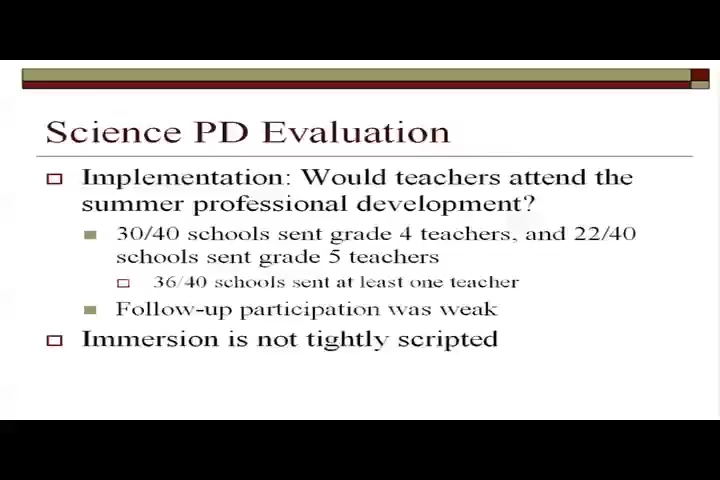 Science PD Evaluation
Implementation: Would teachers attend the
summer professional development?
30/40 schools sent grade 4 teachers, and 22/40
schools sent grade 5 teachers
36/40 schools sent at least one teacher
Follow-up participation was weak
Immersion is not tightly scripted